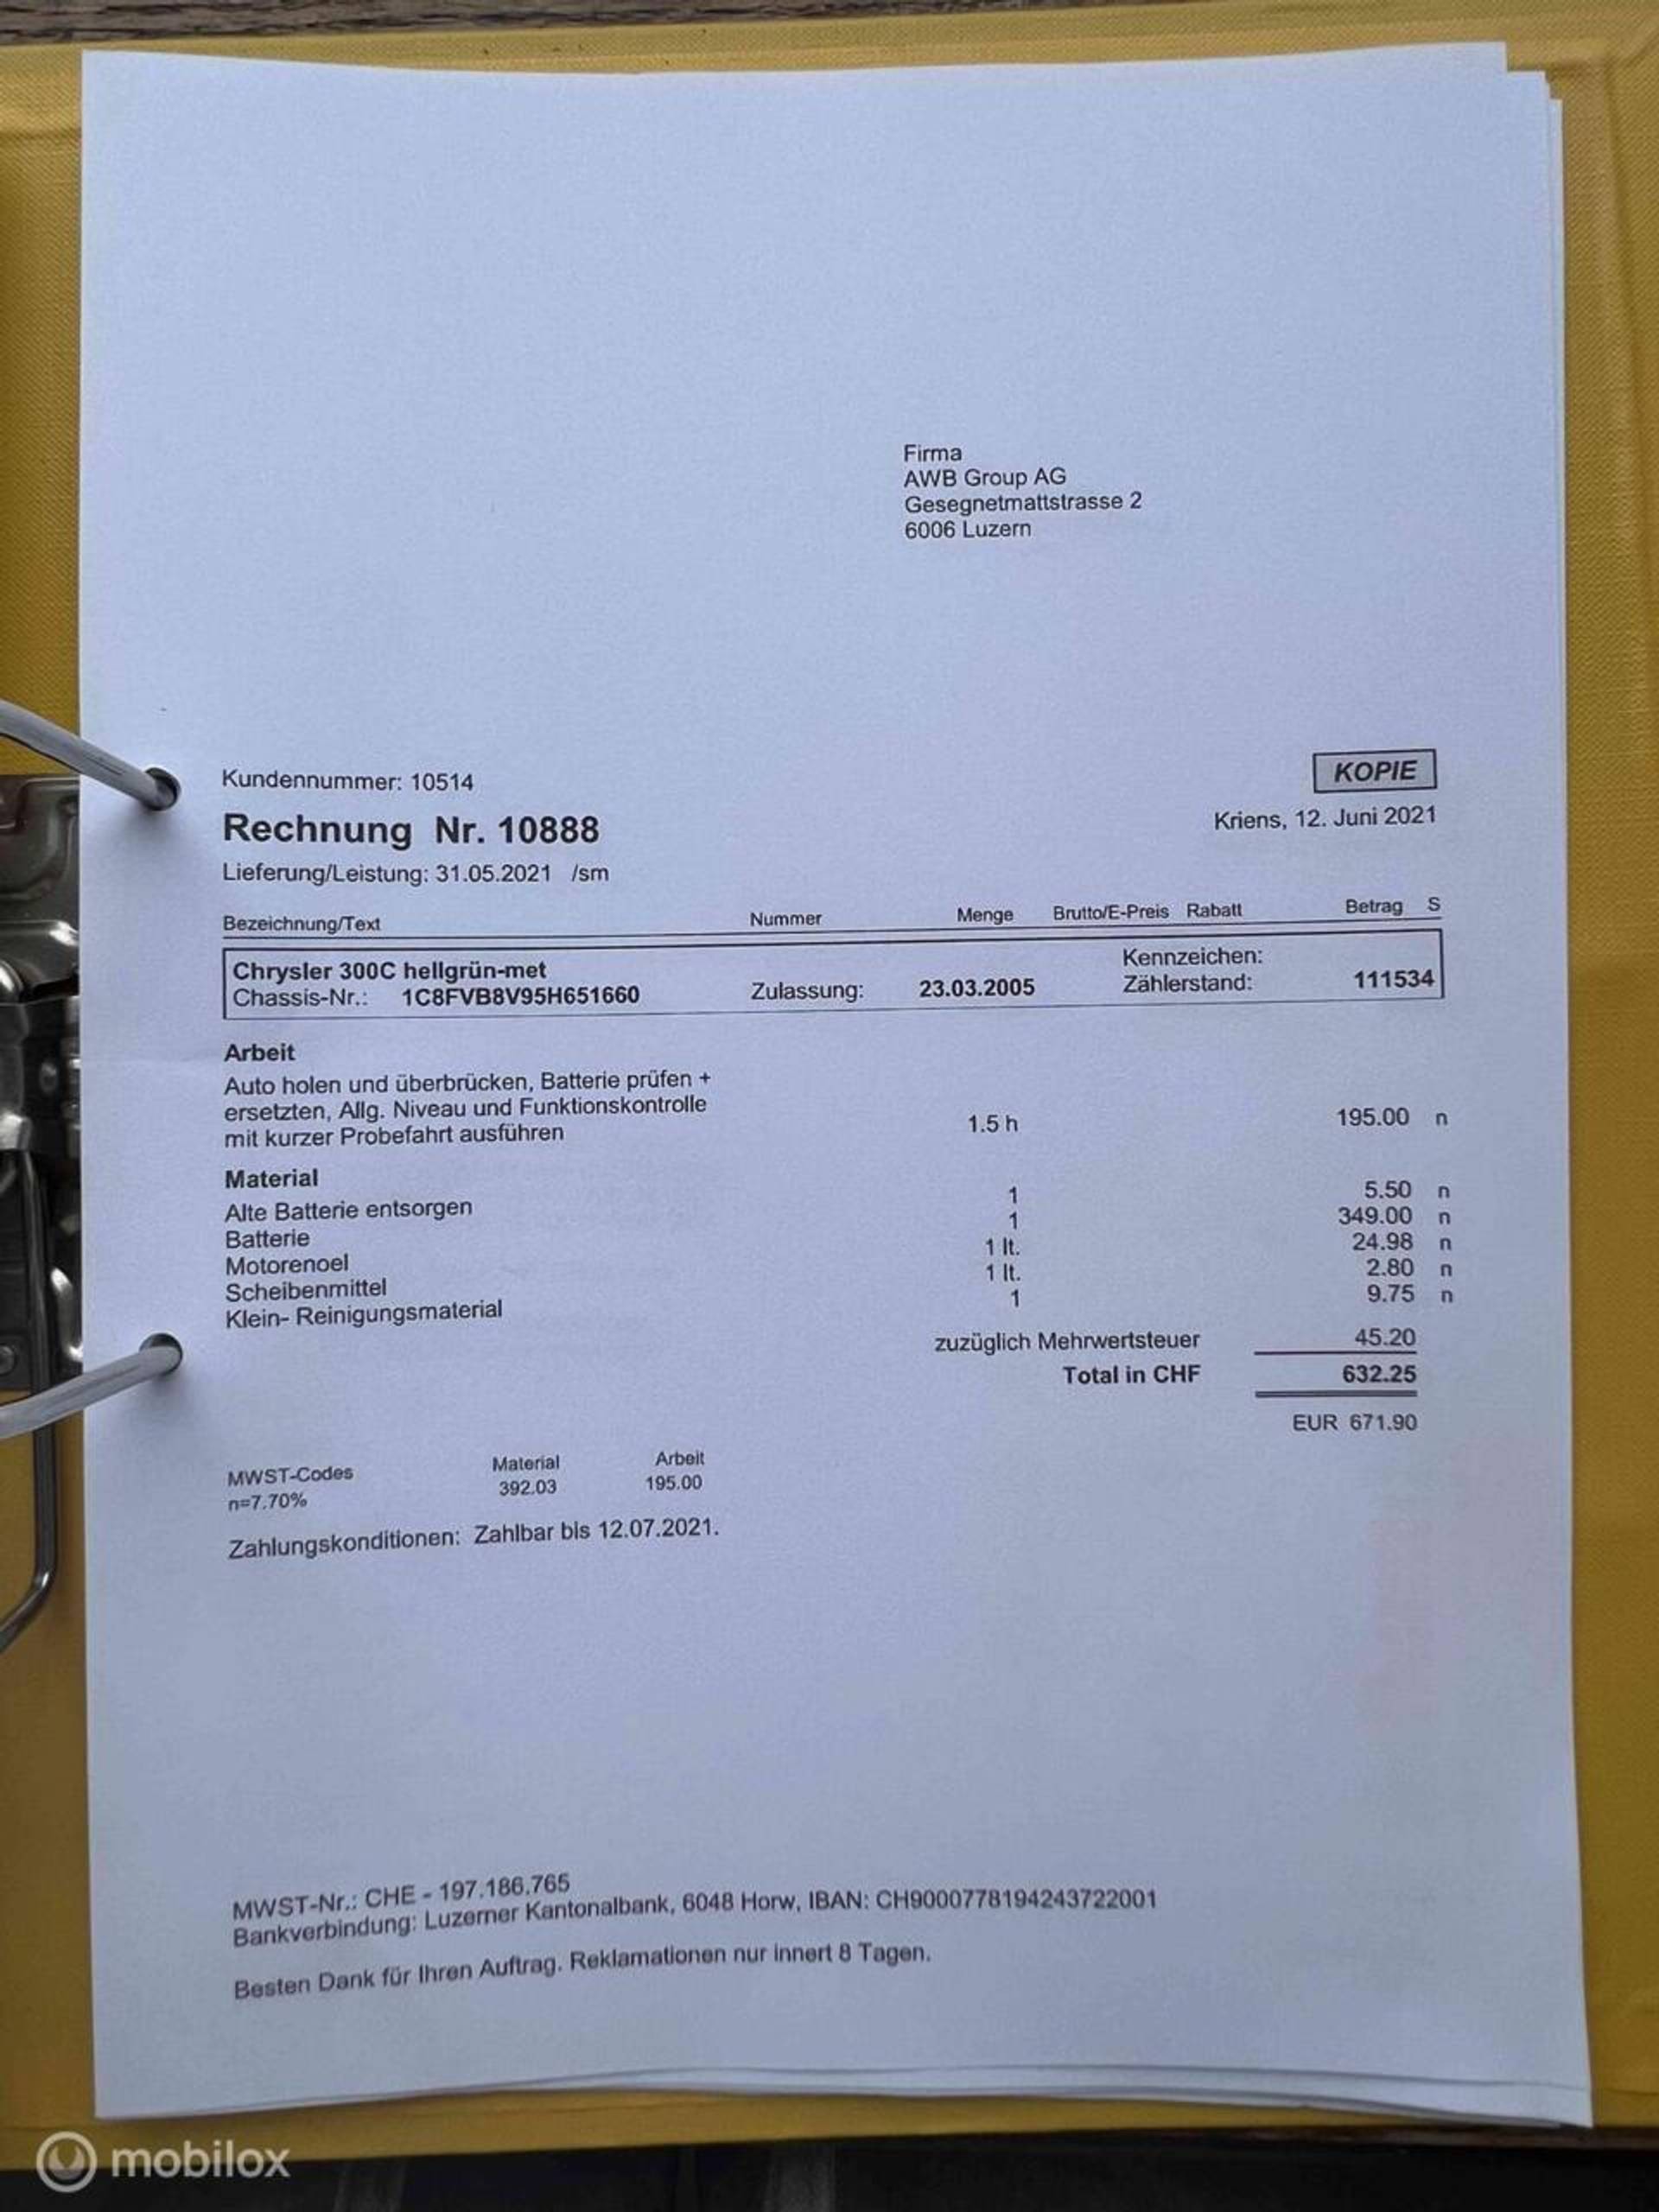 Firma
AWB Group AG
Gesegnetmattstrasse 2
6006 Luzern
KOPIE
Kundennummer: 10514
Rechnung Nr. 10888
Kriens, 12. Juni 2021
Lieferung/Leistung: 31.05.2021 /sm
Bezeichnung/Text Nummer Menge Brutto/E-Preis Rabatt Betrag S
Chrysler 300C hellgrün-met Kennzeichen:
Chassis-Nr.: 1C8FVB8V95H651660 Zulassung: 23.03.2005 Zählerstand: 111534
Arbeit
Auto holen und überbrücken, Batterie prüfen +
ersetzten, Allg. Niveau und Funktionskontrolle
mit kurzer Probefahrt ausführen 1.5 h 195.00 n
Material
Alte Batterie entsorgen 1 5.50 n
Batterie 1 349.00 n
Motorenoel 1 lt. 24.98 n
Scheibenmittel 1 lt. 2.80 n
Klein- Reinigungsmaterial 1 9.75 n
zuzüglich Mehrwertsteuer 45.20
Total in CHF 632.25
EUR 671.90
MWST-Codes Material Arbeit
n=7.70% 392.03 195.00
Zahlungskonditionen: Zahlbar bis 12.07.2021.
MWST-Nr.: CHE - 197.186.765
Bankverbindung: Luzerner Kantonalbank, 6048 Horw, IBAN: CH9000778194243722001
Besten Dank für Ihren Auftrag. Reklamationen nur innert 8 Tagen.
mobilox